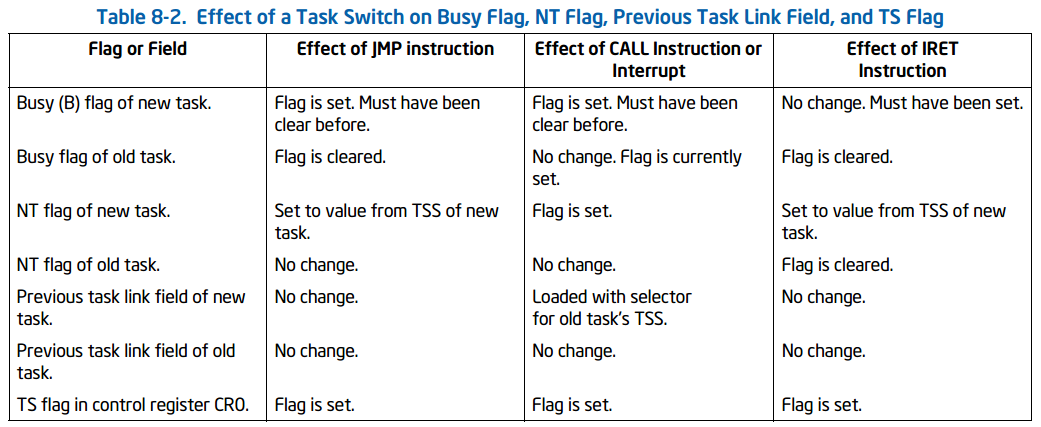 Table 8-2. Effect of a Task Switch on Busy Flag, NT Flag, Previous Task Link Field, and TS Flag
Flag or Field
Effect of JMP instruction
Effect of CALL Instruction or
Interrupt
Effect of IRET
Instruction
Busy (B) flag of new task.
Flag is set. Must have been
clear before.
Flag is set. Must have been
clear before.
No change. Must have been set.
Busy flag of old task.
Flag is cleared.
No change. Flag is currently
set.
Flag is cleared.
NT flag of new task.
Set to value from TSS of new
task.
Flag is set.
Set to value from TSS of new
task.
NT flag of old task.
No change.
No change.
Flag is cleared.
Previous task link field of new
task.
No change.
Loaded with selector
for old task's TSS.
No change.
Previous task link field of old
task.
No change.
No change.
No change.
TS flag in control register CR0.
Flag is set.
Flag is set.
Flag is set.